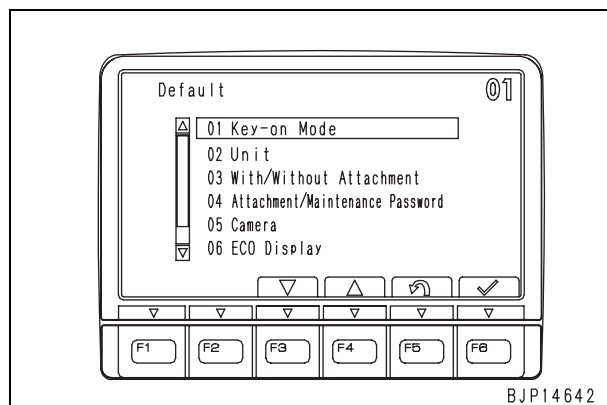 Default
01
01 Key-on Mode
02 Unit
03 With/Without Attachment
04 Attachment/Maintenance Password
05 Camera
06 ECO Display
F1 F2 F3 F4 F5 F6
BJP14642